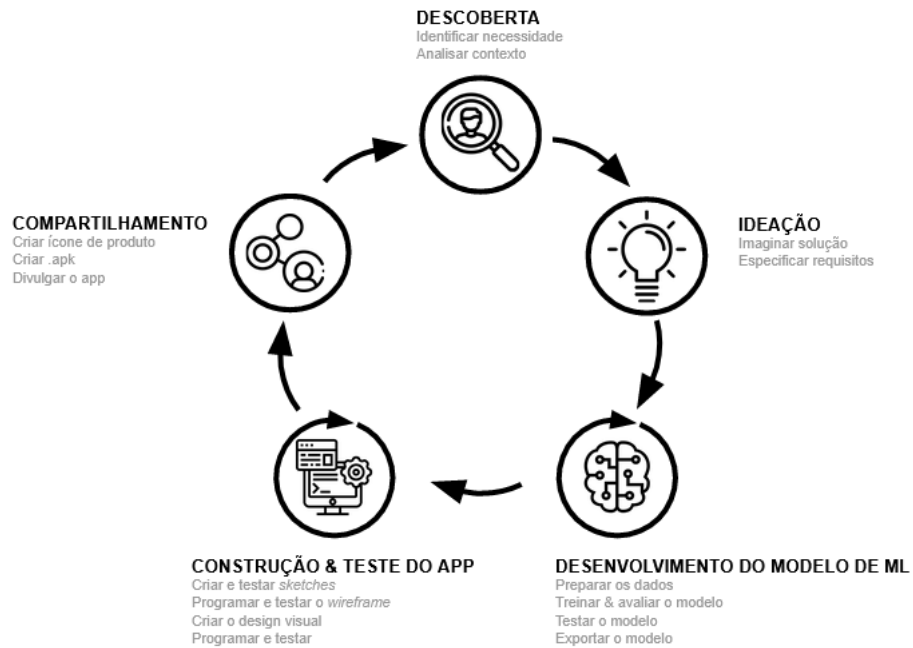 DESCOBERTA
Identificar necessidade
Analisar contexto
IDEAÇÃO
Imaginar solução
Especificar requisitos
DESENVOLVIMENTO DO MODELO DE ML
Preparar os dados
Treinar & avaliar o modelo
Testar o modelo
Exportar o modelo
CONSTRUÇÃO & TESTE DO APP
Criar e testar sketches
Programar e testar o wireframe
Criar o design visual
Programar e testar
COMPARTILHAMENTO
Criar ícone de produto
Criar .apk
Divulgar o app